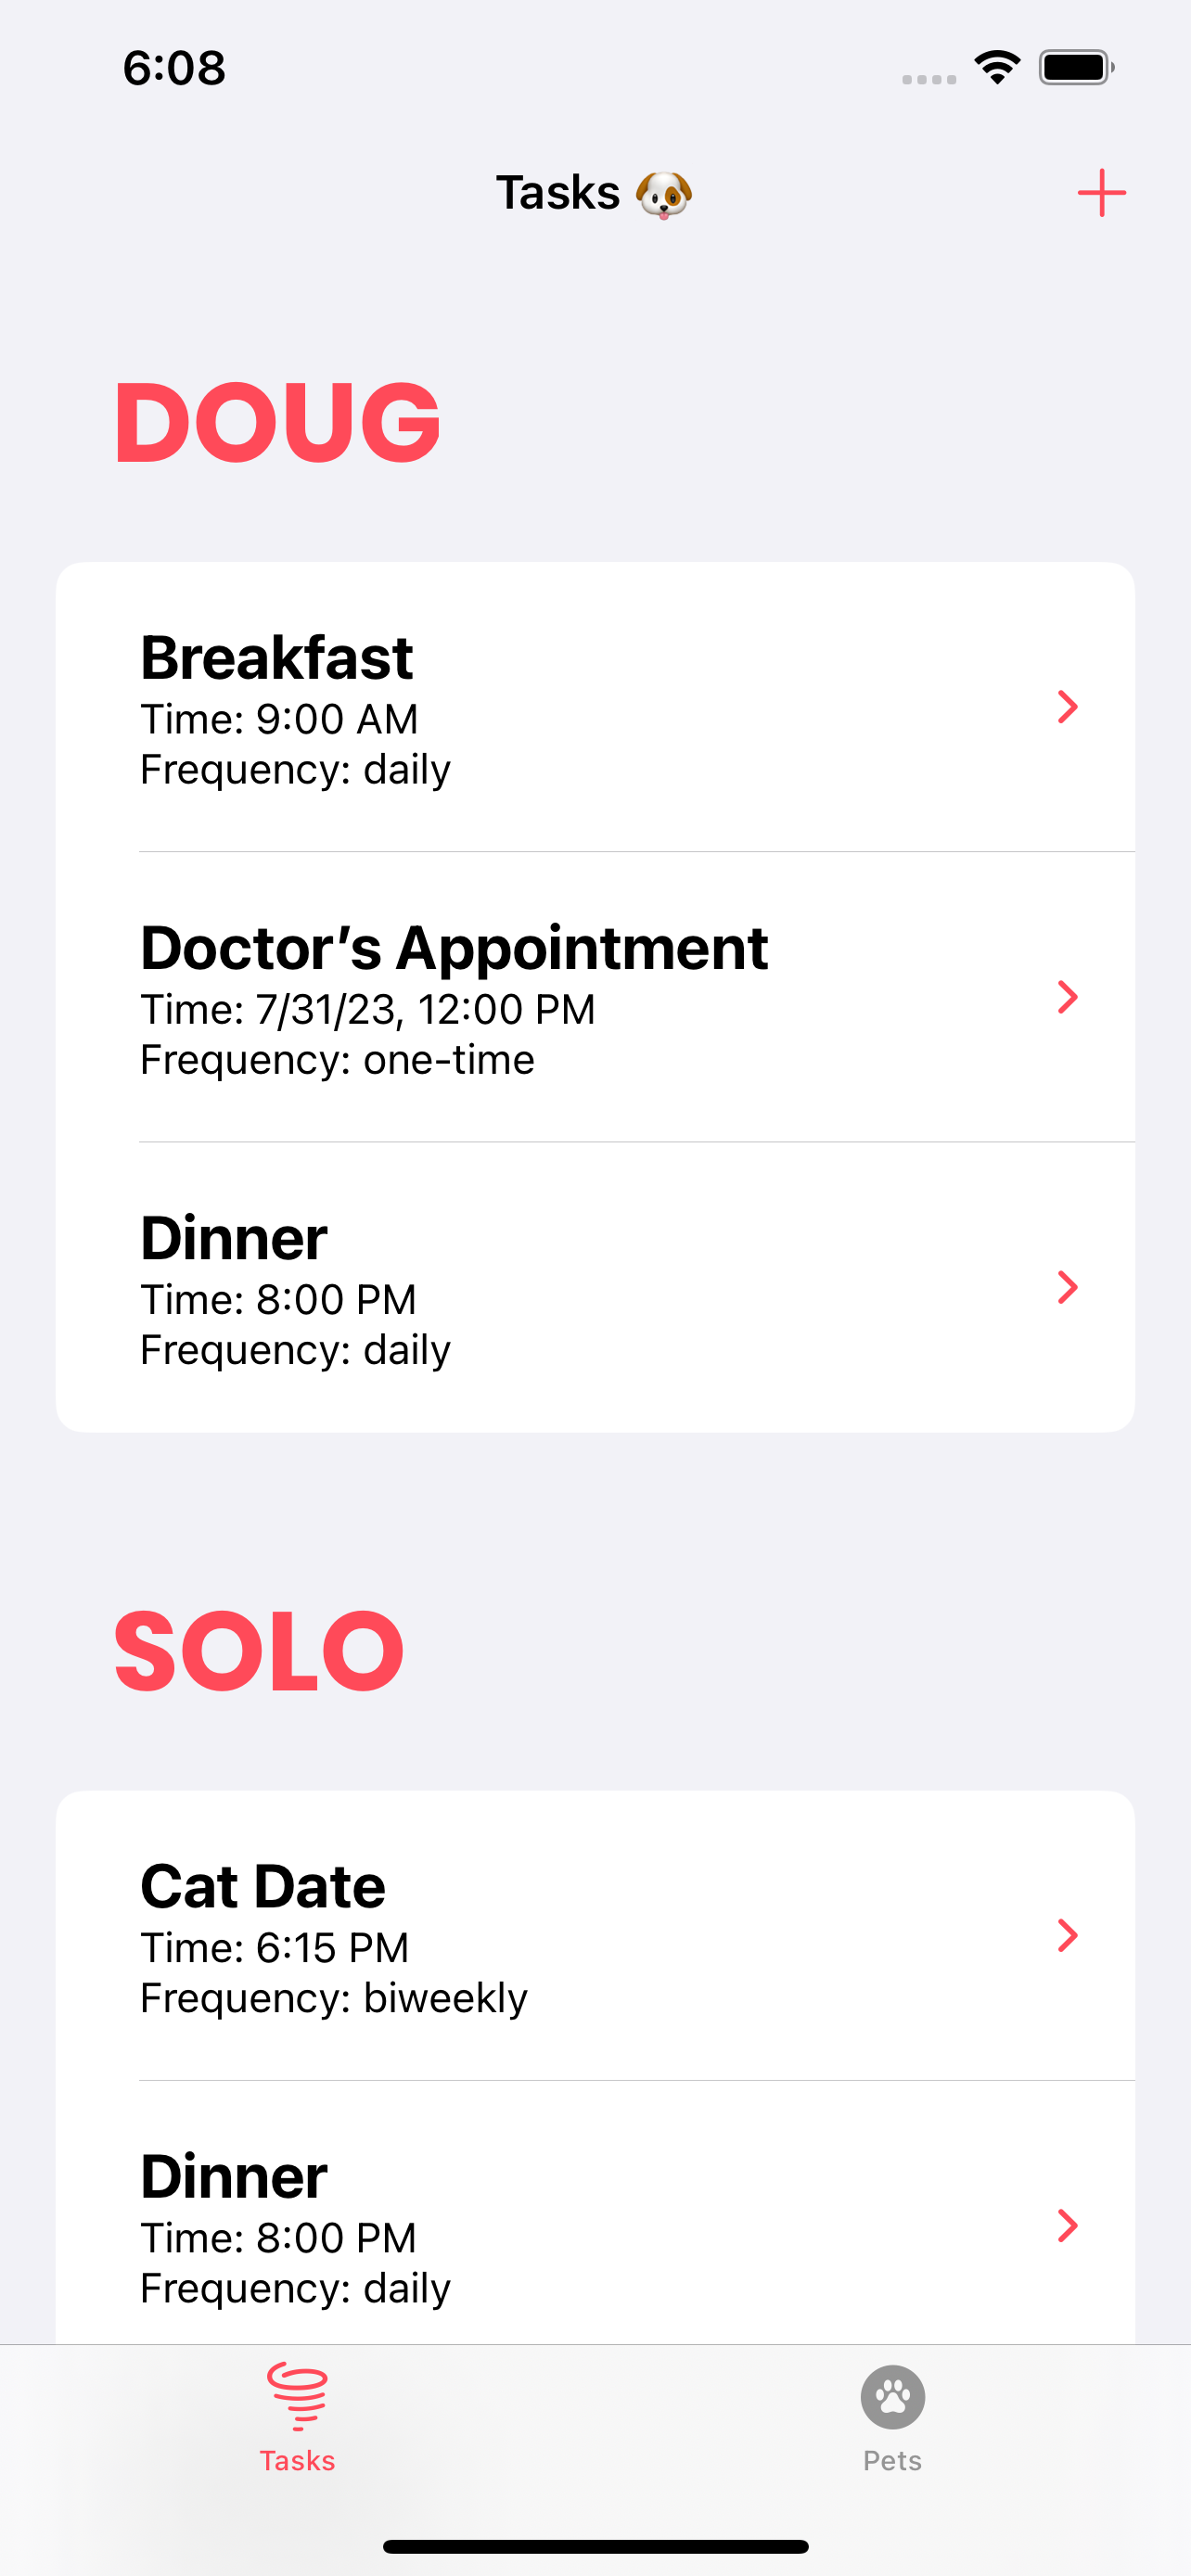 6:08
Tasks 🐶
DOUG
Breakfast
Time: 9:00 AM
Frequency: daily
Doctor’s Appointment
Time: 7/31/23, 12:00 PM
Frequency: one-time
Dinner
Time: 8:00 PM
Frequency: daily
SOLO
Cat Date
Time: 6:15 PM
Frequency: biweekly
Dinner
Time: 8:00 PM
Frequency: daily
Tasks
Pets